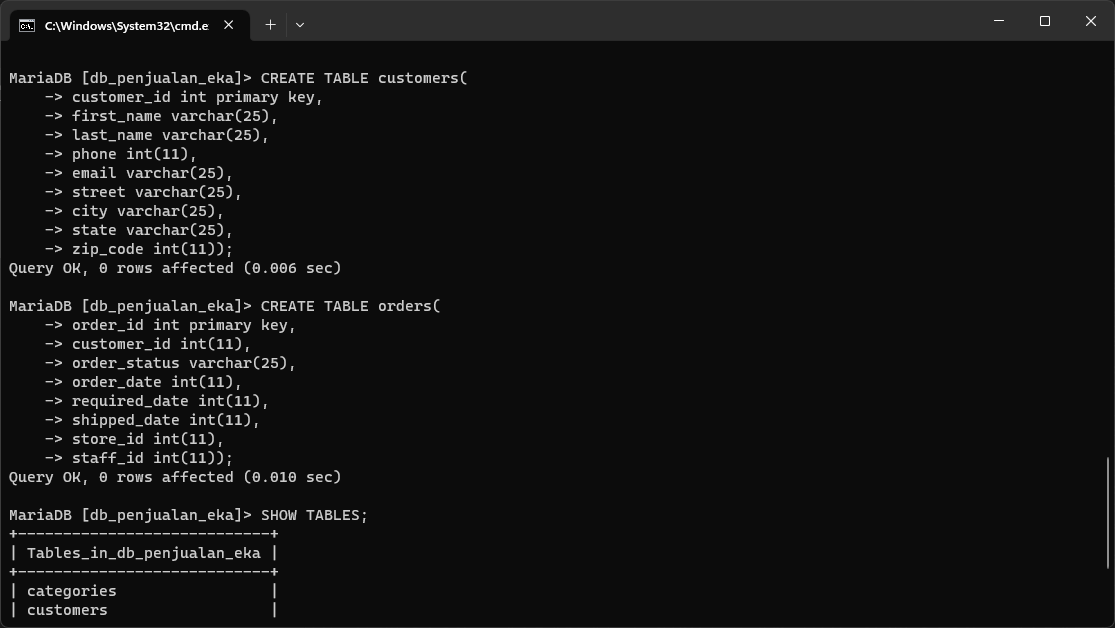 C:\Windows\System32\cmd.e
MariaDB [db_penjualan_eka]> CREATE TABLE customers(
    -> customer_id int primary key,
    -> first_name varchar(25),
    -> last_name varchar(25),
    -> phone int(11),
    -> email varchar(25),
    -> street varchar(25),
    -> city varchar(25),
    -> state varchar(25),
    -> zip_code int(11));
Query OK, 0 rows affected (0.006 sec)
MariaDB [db_penjualan_eka]> CREATE TABLE orders(
    -> order_id int primary key,
    -> customer_id int(11),
    -> order_status varchar(25),
    -> order_date int(11),
    -> required_date int(11),
    -> shipped_date int(11),
    -> store_id int(11),
    -> staff_id int(11));
Query OK, 0 rows affected (0.010 sec)
MariaDB [db_penjualan_eka]> SHOW TABLES;
+----------------------------+
| Tables_in_db_penjualan_eka |
+----------------------------+
| categories                 |
| customers                  |